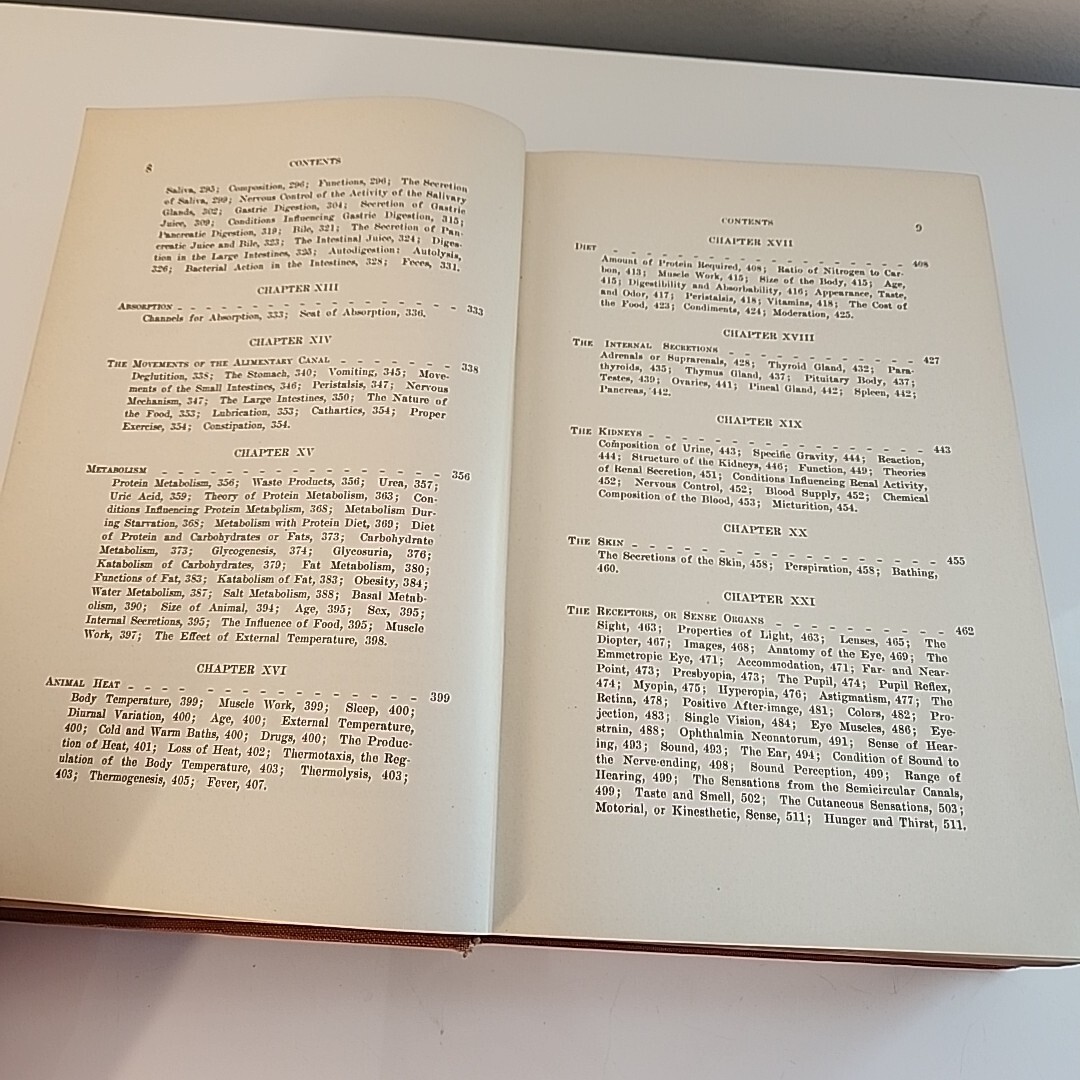 8 CONTENTS
Saliva, 295; Composition, 296; Functions, 296; The Secretion
of Saliva, 299; Nervous Control of the Activity of the Salivary
Glands, 302; Gastric Digestion, 304; Secretion of Gastric
Juice, 309; Conditions Influencing Gastric Digestion, 315;
Pancreatic Digestion, 319; Bile, 321; The Secretion of Pan-
creatic Juice and Bile, 323; The Intestinal Juice, 324; Diges-
tion in the Large Intestines, 325; Autodigestion; Autolysis,
326; Bacterial Action in the Intestines, 328; Feces, 331.
CHAPTER XIII
ABSORPTION - - - - - - - - - - - - - - - - - 333
Channels for Absorption, 333; Seat of Absorption, 336.
CHAPTER XIV
THE MOVEMENTS OF THE ALIMENTARY CANAL - - - - - - - 338
Deglutition, 338; The Stomach, 340; Vomiting, 345; Move-
ments of the Small Intestines, 346; Peristalsis, 347; Nervous
Mechanism, 347; The Large Intestines, 350; The Nature of
the Food, 353; Lubrication, 353; Cathartics, 354; Proper
Exercise, 354; Constipation, 354.
CHAPTER XV
METABOLISM - - - - - - - - - - - - - - - - - 356
Protein Metabolism, 356; Waste Products, 356; Urea, 357;
Uric Acid, 359; Theory of Protein Metabolism, 363; Con-
ditions Influencing Protein Metabolism, 368; Metabolism Dur-
ing Starvation, 368; Metabolism with Protein Diet, 369; Diet
of Protein and Carbohydrates or Fats, 373; Carbohydrate
Metabolism, 373; Glycogenesis, 374; Glycosuria, 376;
Katabolism of Carbohydrates, 379; Fat Metabolism, 380;
Functions of Fat, 383; Katabolism of Fat, 383; Obesity, 384;
Water Metabolism, 387; Salt Metabolism, 388; Basal Metab-
olism, 390; Size of Animal, 394; Age, 395; Sex, 395;
Internal Secretions, 395; The Influence of Food, 395; Muscle
Work, 397; The Effect of External Temperature, 398.
CHAPTER XVI
ANIMAL HEAT - - - - - - - - - - - - - - - - - 399
Body Temperature, 399; Muscle Work, 399; Sleep, 400;
Diurnal Variation, 400; Age, 400; External Temperature,
400; Cold and Warm Baths, 400; Drugs, 400; The Produc-
tion of Heat, 401; Loss of Heat, 402; Thermotaxis, the Reg-
ulation of the Body Temperature, 403; Thermolysis, 403;
403; Thermogenesis, 405; Fever, 407.
CONTENTS 9
CHAPTER XVII
DIET - - - - - - - - - - - - - - - - - - - 408
Amount of Protein Required, 408; Ratio of Nitrogen to Car-
bon, 413; Muscle Work, 415; Size of the Body, 415; Age,
415; Digestibility and Absorbability, 416; Appearance, Taste,
and Odor, 417; Peristalsis, 418; Vitamins, 418; The Cost of
the Food, 423; Condiments, 424; Moderation, 425.
CHAPTER XVIII
THE INTERNAL SECRETIONS - - - - - - - - - - - - 427
Adrenals or Suprarenals, 428; Thyroid Gland, 432; Para-
thyroids, 435; Thymus Gland, 437; Pituitary Body, 437;
Testes, 439; Ovaries, 441; Pineal Gland, 442; Spleen, 442;
Pancreas, 442.
CHAPTER XIX
THE KIDNEYS - - - - - - - - - - - - - - - - - 443
Composition of Urine, 443; Specific Gravity, 444; Reaction,
444; Structure of the Kidneys, 446; Function, 449; Theories
of Renal Secretion, 451; Conditions Influencing Renal Activity,
452; Nervous Control, 452; Blood Supply, 452; Chemical
Composition of the Blood, 453; Micturition, 454.
CHAPTER XX
THE SKIN - - - - - - - - - - - - - - - - - - 455
The Secretions of the Skin, 458; Perspiration, 458; Bathing,
460.
CHAPTER XXI
THE RECEPTORS, OR SENSE ORGANS - - - - - - - - - - 462
Sight, 463; Properties of Light, 463; Lenses, 465; The
Diopter, 467; Images, 468; Anatomy of the Eye, 469; The
Emmetropic Eye, 471; Accommodation, 471; Far- and Near-
Point, 473; Presbyopia, 473; The Pupil, 474; Pupil Reflex,
474; Myopia, 475; Hyperopia, 476; Astigmatism, 477; The
Retina, 478; Positive After-image, 481; Colors, 482; Pro-
jection, 483; Single Vision, 484; Eye Muscles, 486; Eye-
strain, 488; Ophthalmia Neonatorum, 491; Sense of Hear-
ing, 493; Sound, 493; The Ear, 494; Condition of Sound to
the Nerve-ending, 498; Sound Perception, 499; Range of
Hearing, 499; The Sensations from the Semicircular Canals,
499; Taste and Smell, 502; The Cutaneous Sensations, 503;
Motorial, or Kinesthetic, Sense, 511; Hunger and Thirst, 511.